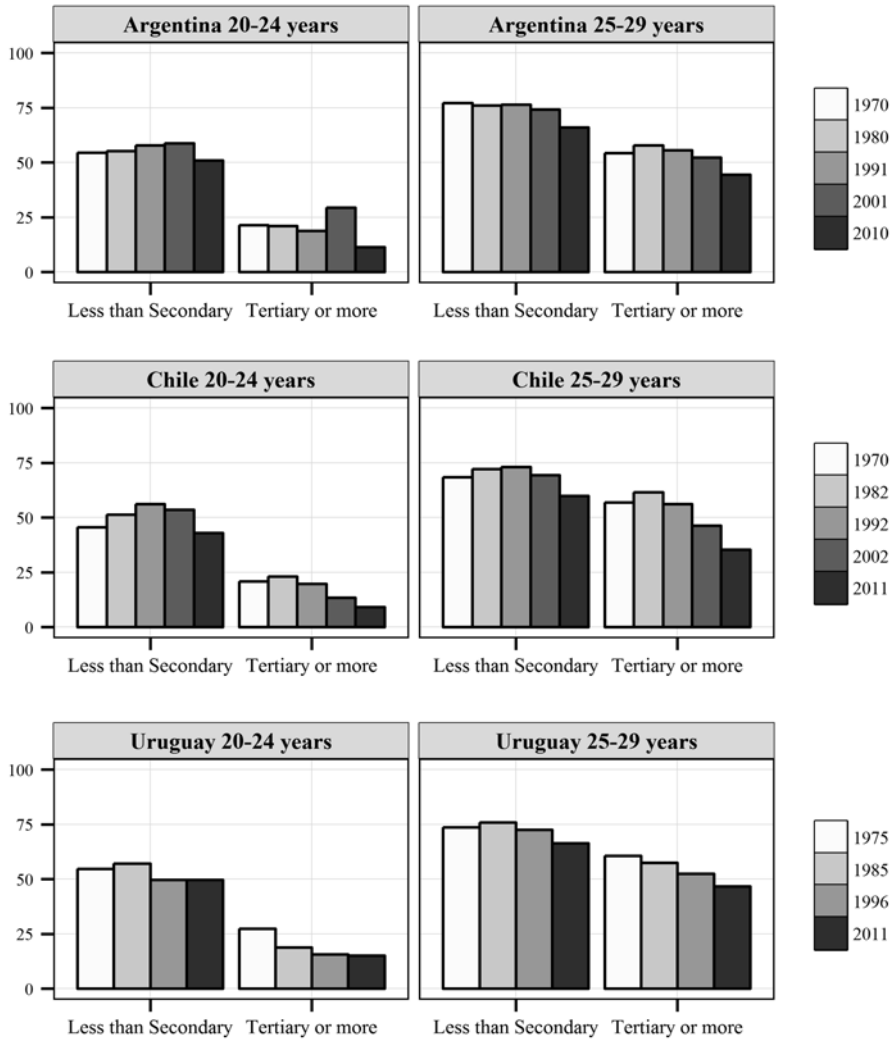 Argentina 20-24 years
Argentina 25-29 years
100
75
50
25
0
Less than Secondary
Tertiary or more
Less than Secondary
Tertiary or more
1970
1980
1991
2001
2010
Chile 20-24 years
Chile 25-29 years
100
75
50
25
0
Less than Secondary
Tertiary or more
Less than Secondary
Tertiary or more
1970
1982
1992
2002
2011
Uruguay 20-24 years
Uruguay 25-29 years
100
75
50
25
0
Less than Secondary
Tertiary or more
Less than Secondary
Tertiary or more
1975
1985
1996
2011